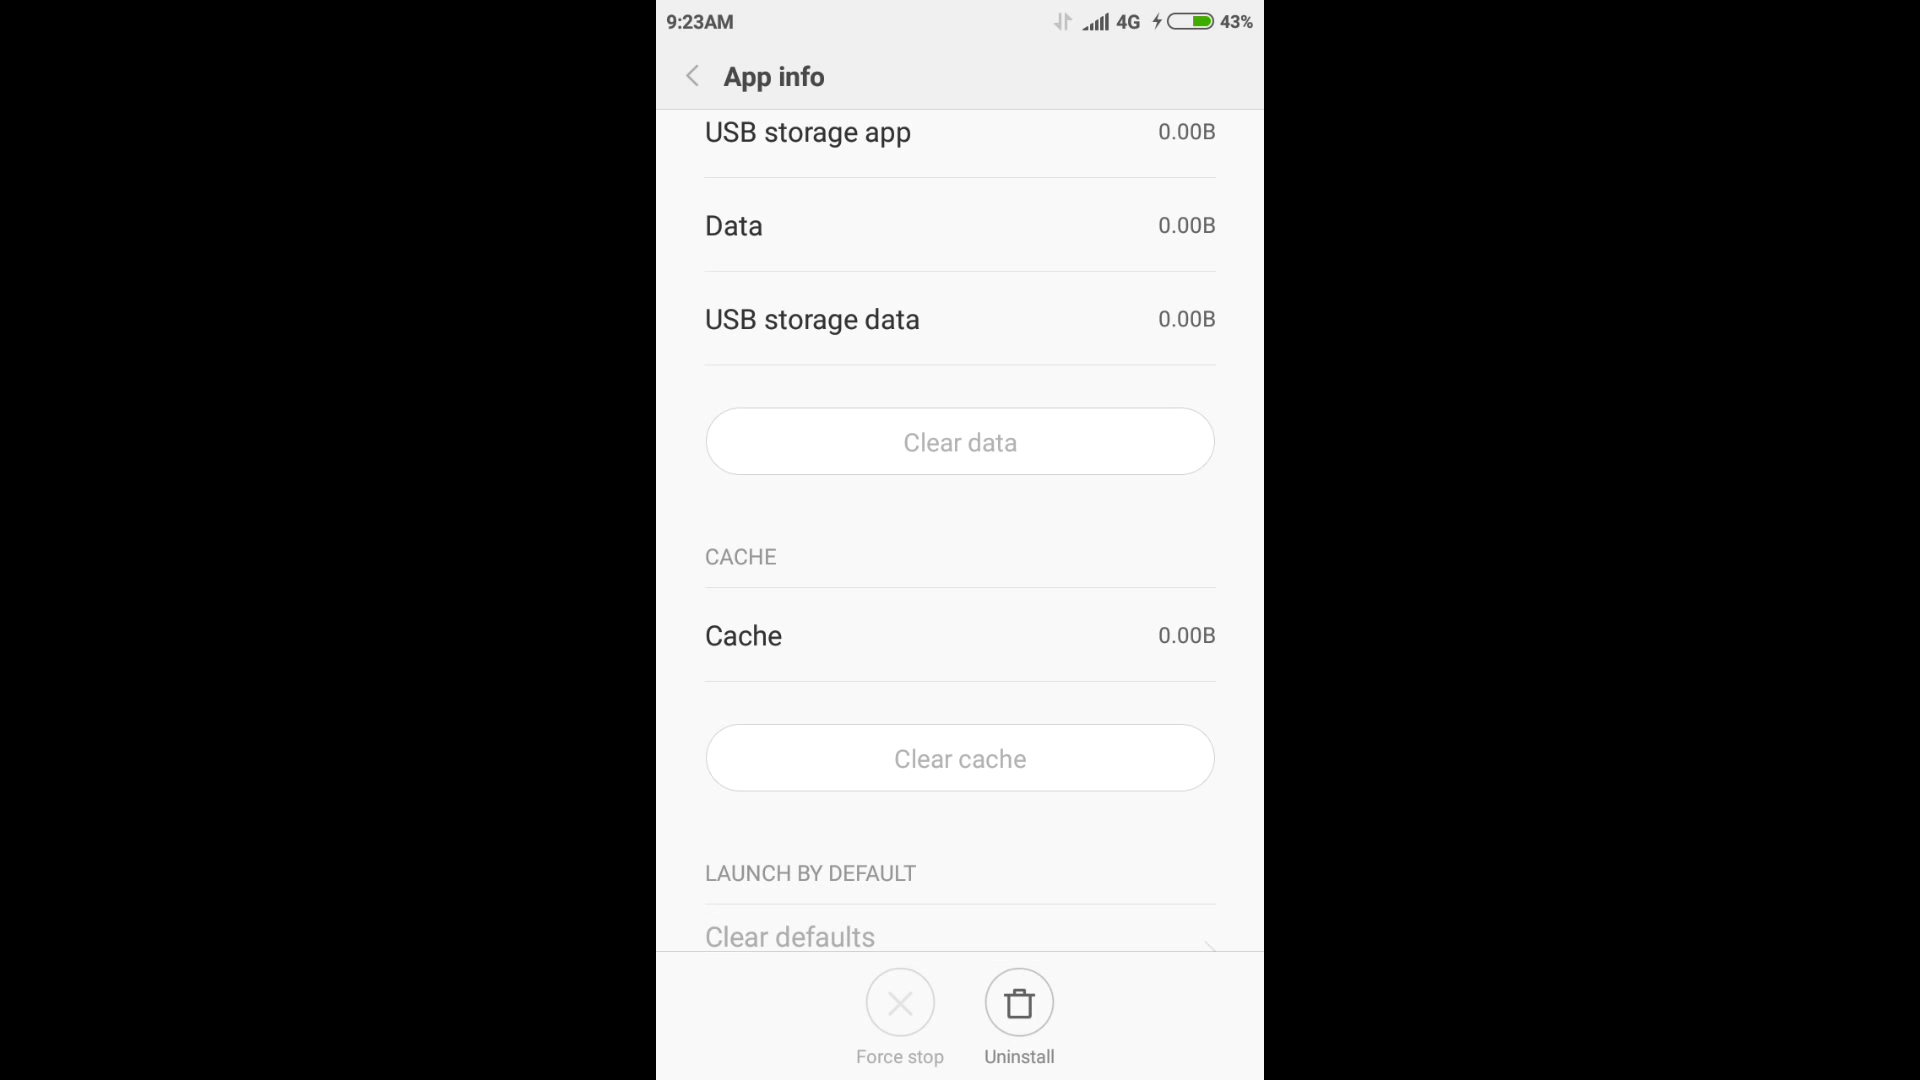 9:23AM 4G 43%
App info
USB storage app 0.00B
Data 0.00B
USB storage data 0.00B
Clear data
CACHE
Cache 0.00B
Clear cache
LAUNCH BY DEFAULT
Clear defaults
Force stop Uninstall